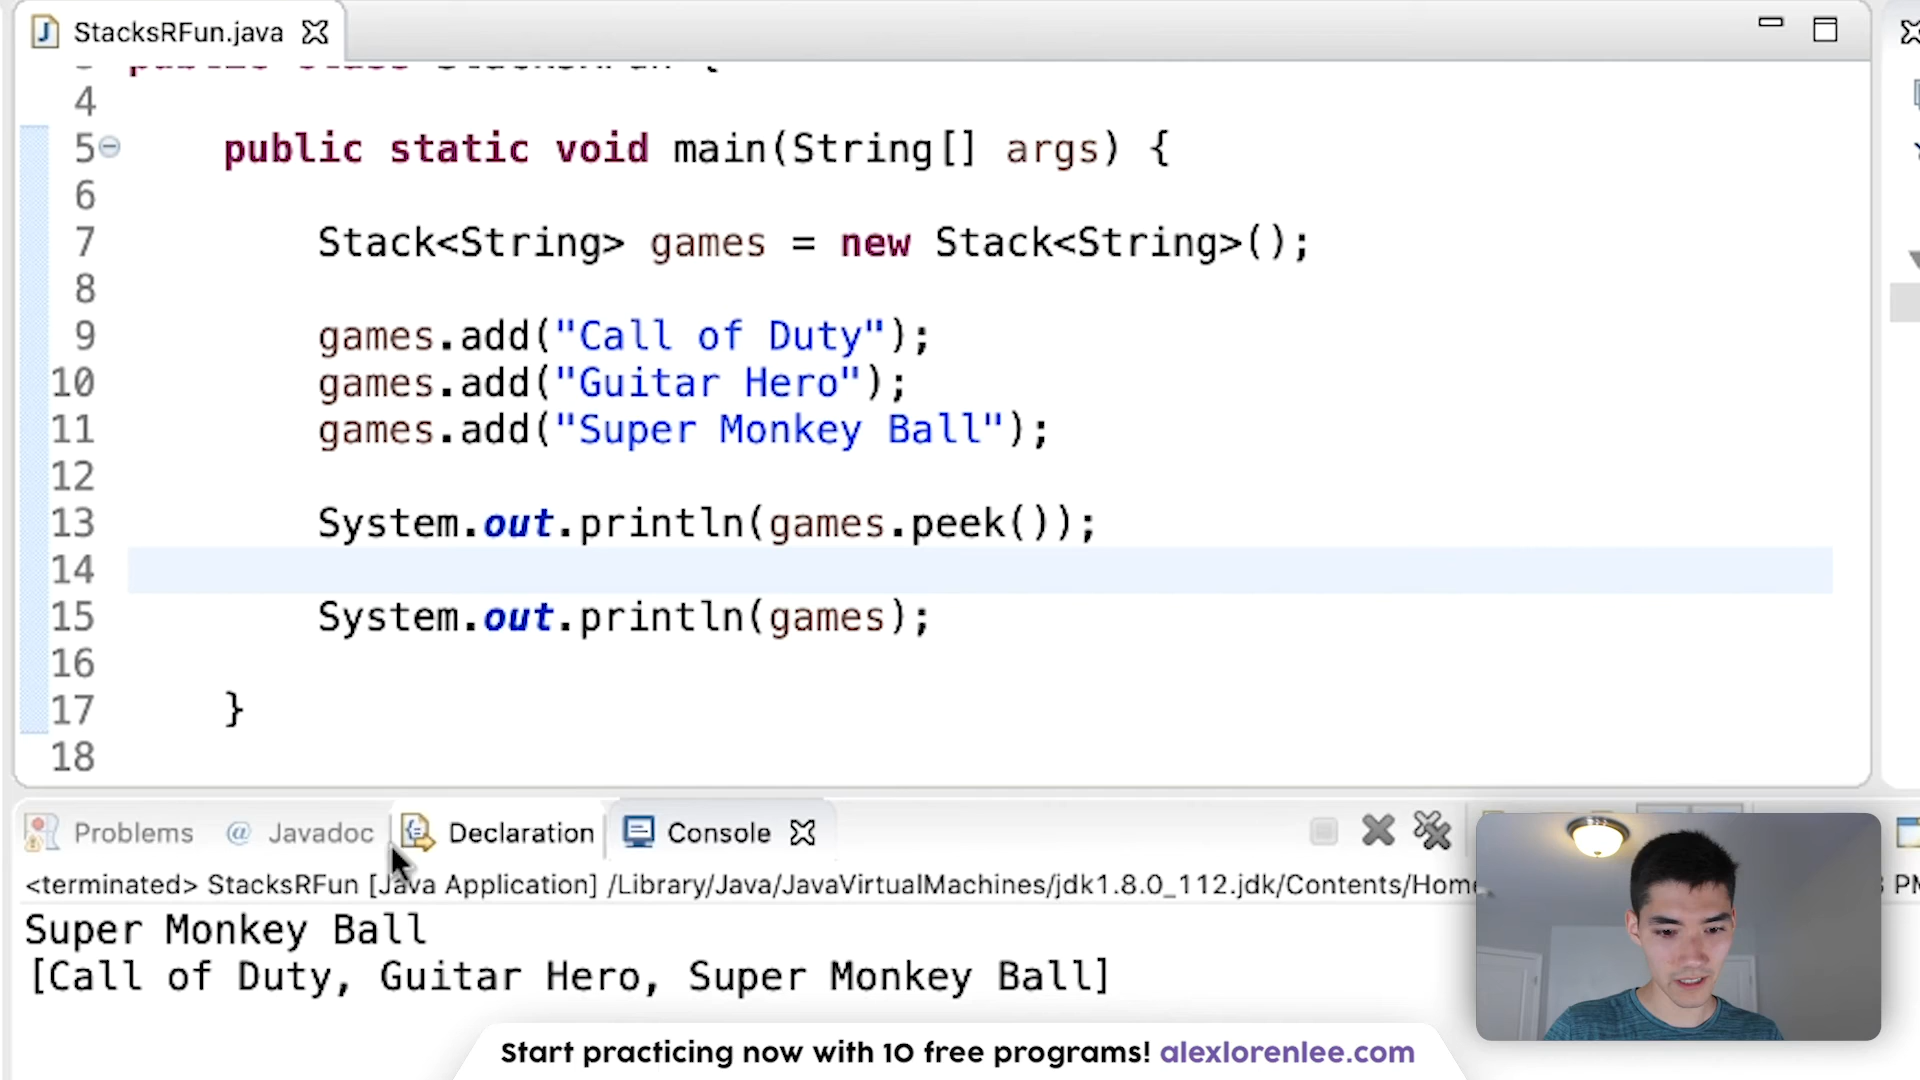 StacksRFun.java
4
5 public static void main(String[] args) {
6
7 Stack<String> games = new Stack<String>();
8
9 games.add("Call of Duty");
10 games.add("Guitar Hero");
11 games.add("Super Monkey Ball");
12
13 System.out.println(games.peek());
14
15 System.out.println(games);
16
17 }
18
Problems @ Javadoc Declaration Console
<terminated> StacksRFun [Java Application] /Library/Java/JavaVirtualMachines/jdk1.8.0_112.jdk/Contents/Home
Super Monkey Ball
[Call of Duty, Guitar Hero, Super Monkey Ball]
Start practicing now with 10 free programs! alexlorenlee.com